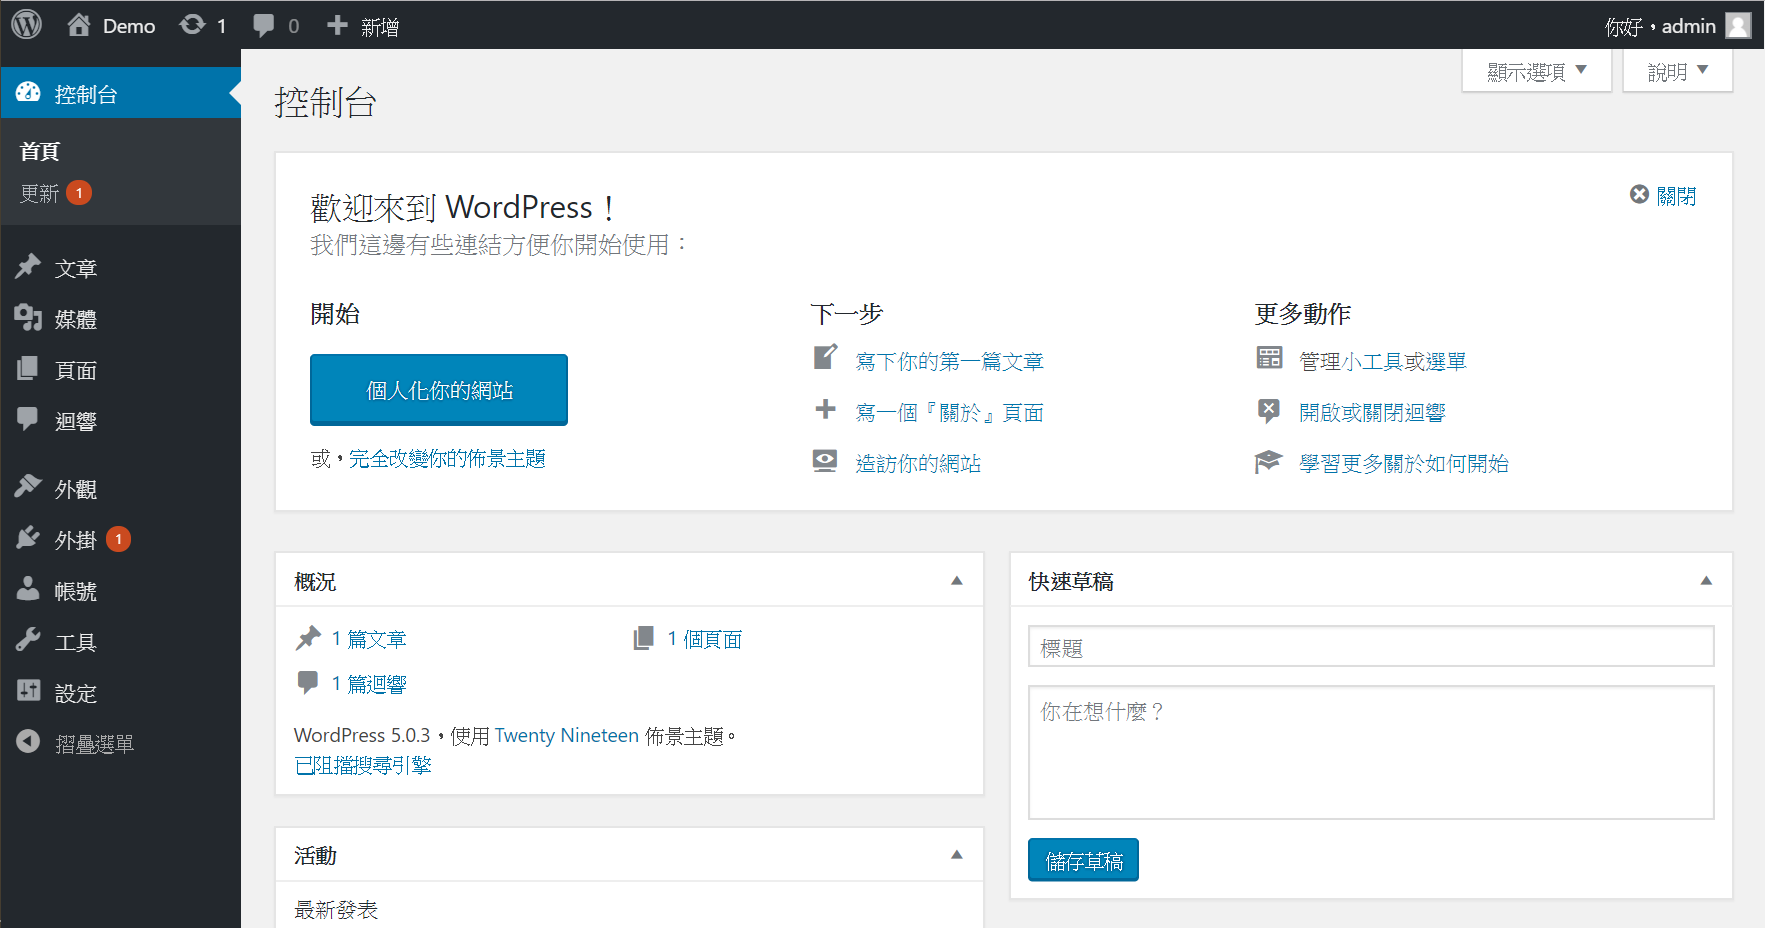 Demo 1 0 新增 你好，admin
顯示選項 說明
控制台
首頁
更新 1
文章
媒體
頁面
迴響
外觀
外掛 1
帳號
工具
設定
摺疊選單
控制台
歡迎來到 WordPress！
關閉
我們這邊有些連結方便你開始使用：
開始
個人化你的網站
或，完全改變你的佈景主題
下一步
寫下你的第一篇文章
寫一個『關於』頁面
造訪你的網站
更多動作
管理小工具或選單
開啟或關閉迴響
學習更多關於如何開始
概況
1 篇文章
1 個頁面
1 篇迴響
WordPress 5.0.3，使用 Twenty Nineteen 佈景主題。
已阻擋搜尋引擎
活動
最新發表
快速草稿
標題
你在想什麼？
儲存草稿